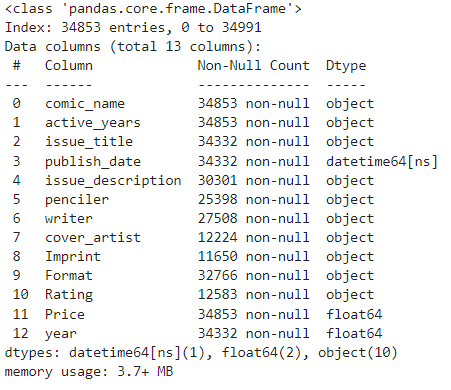 <class 'pandas.core.frame.DataFrame'>
Index: 34853 entries, 0 to 34991
Data columns (total 13 columns):
 #   Column             Non-Null Count  Dtype
---  ------             --------------  -----
 0   comic_name         34853 non-null  object
 1   active_years       34853 non-null  object
 2   issue_title        34332 non-null  object
 3   publish_date       34332 non-null  datetime64[ns]
 4   issue_description  30301 non-null  object
 5   penciler           25398 non-null  object
 6   writer             27508 non-null  object
 7   cover_artist       12224 non-null  object
 8   Imprint            11650 non-null  object
 9   Format             32766 non-null  object
 10  Rating             12583 non-null  object
 11  Price              34853 non-null  float64
 12  year               34332 non-null  float64
dtypes: datetime64[ns](1), float64(2), object(10)
memory usage: 3.7+ MB